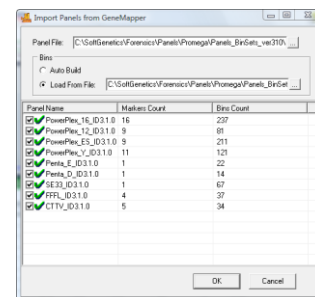 Import Panels from GeneMapper
Panel File: C:\SoftGenetics\Forensics\Panels\Promega\Panels_BinSets_ver310\ ...
Bins
Auto Build
Load From File: C:\SoftGenetics\Forensics\Panels\Promega\Panels_BinSet ...
Panel Name Markers Count Bins Count
PowerPlex_16_ID3.1.0 16 237
PowerPlex_12_ID3.1.0 9 81
PowerPlex_ES_ID3.1.0 9 211
PowerPlex_Y_ID3.1.0 11 121
Penta_E_ID3.1.0 1 22
Penta_D_ID3.1.0 1 14
SE33_ID3.1.0 1 67
FFFL_ID3.1.0 4 37
CTTV_ID3.1.0 5 34
OK Cancel